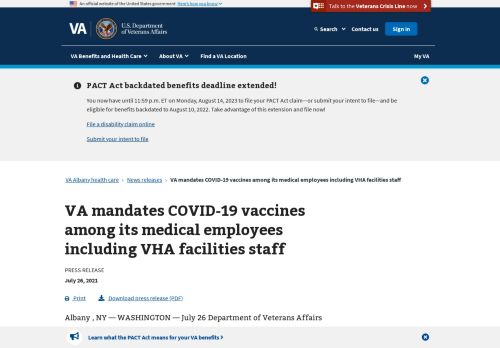 An official website of the United States government Here's how you know
Talk to the Veterans Crisis Line now
VA
U.S. Department
of Veterans Affairs
Search
Contact us
Sign in
VA Benefits and Health Care
About VA
Find a VA Location
My VA
PACT Act backdated benefits deadline extended!
You now have until 11:59 p.m. ET on Monday, August 14, 2023 to file your PACT Act claim—or submit your intent to file—and be
eligible for benefits backdated to August 10, 2022. Take advantage of this extension and file now!
File a disability claim online
Submit your intent to file
VA Albany health care › News releases › VA mandates COVID-19 vaccines among its medical employees including VHA facilities staff
VA mandates COVID-19 vaccines
among its medical employees
including VHA facilities staff
PRESS RELEASE
July 26, 2021
Print
Download press release (PDF)
Albany , NY — WASHINGTON — July 26 Department of Veterans Affairs
Learn what the PACT Act means for your VA benefits